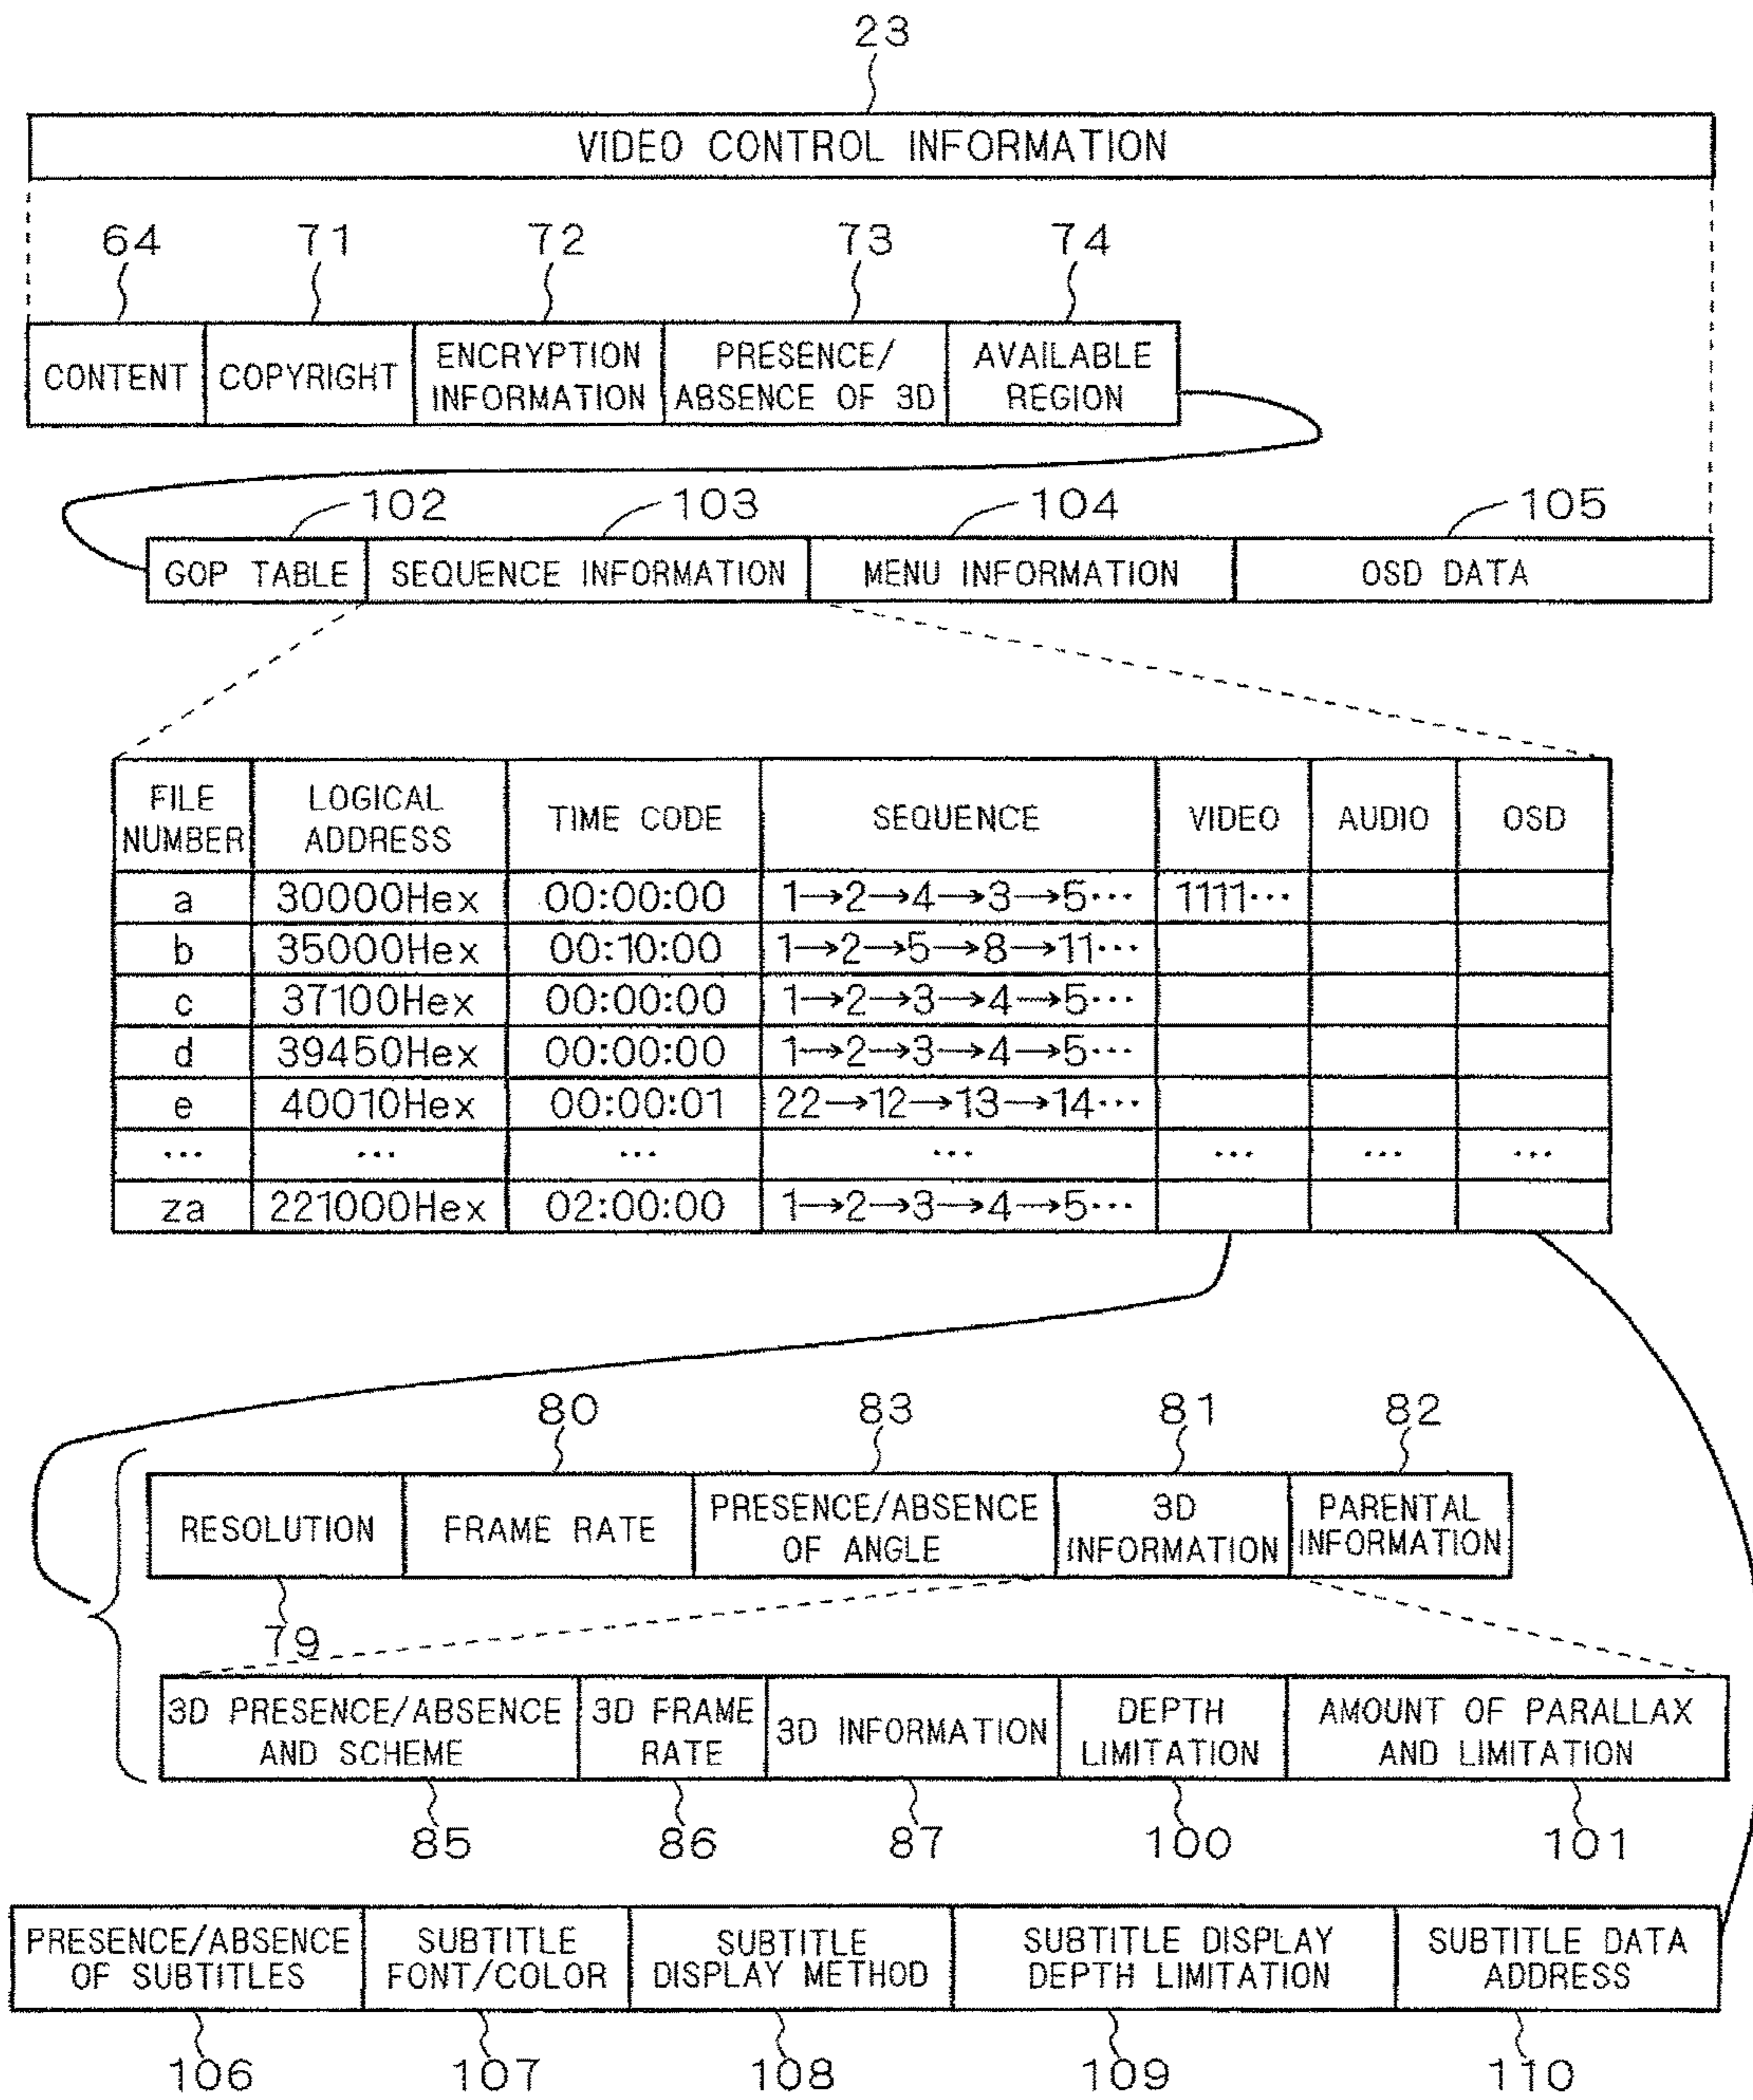 23
VIDEO CONTROL INFORMATION
64 71 72 73 74
CONTENT COPYRIGHT ENCRYPTION INFORMATION PRESENCE/ ABSENCE OF 3D AVAILABLE REGION
102 103 104 105
GOP TABLE SEQUENCE INFORMATION MENU INFORMATION OSD DATA
FILE NUMBER LOGICAL ADDRESS TIME CODE SEQUENCE VIDEO AUDIO OSD
a 30000Hex 00:00:00 1→2→4→3→5··· 1111···
b 35000Hex 00:10:00 1→2→5→8→11···
c 37100Hex 00:00:00 1→2→3→4→5···
d 39450Hex 00:00:00 1→2→3→4→5···
e 40010Hex 00:00:01 22→12→13→14···
··· ··· ··· ··· ··· ··· ···
za 221000Hex 02:00:00 1→2→3→4→5···
80 83 81 82
RESOLUTION FRAME RATE PRESENCE/ABSENCE OF ANGLE 3D INFORMATION PARENTAL INFORMATION
79
3D PRESENCE/ABSENCE AND SCHEME 3D FRAME RATE 3D INFORMATION DEPTH LIMITATION AMOUNT OF PARALLAX AND LIMITATION
85 86 87 100 101
PRESENCE/ABSENCE OF SUBTITLES SUBTITLE FONT/COLOR SUBTITLE DISPLAY METHOD SUBTITLE DISPLAY DEPTH LIMITATION SUBTITLE DATA ADDRESS
106 107 108 109 110